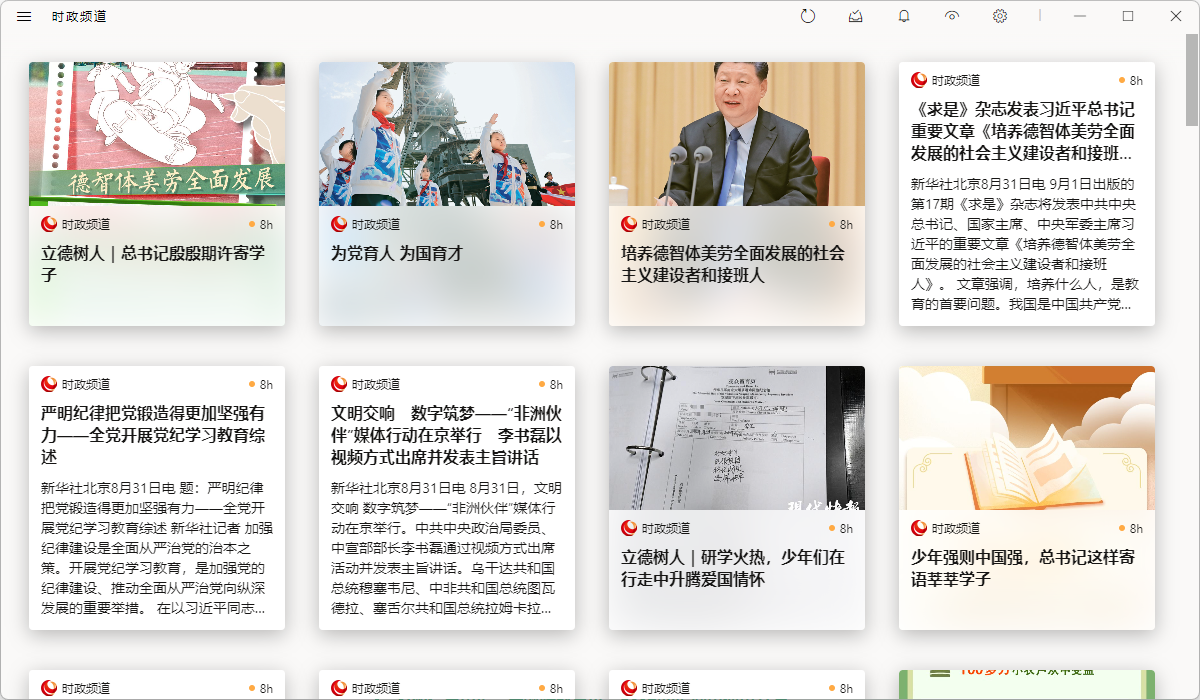 时政频道
德智体美劳全面发展
时政频道
8h
立德树人｜总书记殷殷期许寄学
子
时政频道
8h
为党育人 为国育才
时政频道
8h
培养德智体美劳全面发展的社会
主义建设者和接班人
时政频道
8h
《求是》杂志发表习近平总书记
重要文章《培养德智体美劳全面
发展的社会主义建设者和接班...
新华社北京8月31日电 9月1日出版的
第17期《求是》杂志将发表中共中央
总书记、国家主席、中央军委主席习
近平的重要文章《培养德智体美劳全
面发展的社会主义建设者和接班
人》。 文章强调，培养什么人，是教
育的首要问题。我国是中国共产党...
时政频道
8h
严明纪律把党锻造得更加坚强有
力——全党开展党纪学习教育综
述
新华社北京8月31日电 题：严明纪律
把党锻造得更加坚强有力——全党开
展党纪学习教育综述 新华社记者 加强
纪律建设是全面从严治党的治本之
策。开展党纪学习教育，是加强党的
纪律建设、推动全面从严治党向纵深
发展的重要举措。 在以习近平同志...
时政频道
8h
文明交响　数字筑梦——“非洲伙
伴”媒体行动在京举行　李书磊以
视频方式出席并发表主旨讲话
新华社北京8月31日电 8月31日，文明
交响 数字筑梦——“非洲伙伴”媒体行
动在京举行。中共中央政治局委员、
中宣部部长李书磊通过视频方式出席
活动并发表主旨讲话。乌干达共和国
总统穆塞韦尼、中非共和国总统图瓦
德拉、塞舌尔共和国总统拉姆卡拉...
现代快报
时政频道
8h
立德树人｜研学火热，少年们在
行走中升腾爱国情怀
时政频道
8h
少年强则中国强，总书记这样寄
语莘莘学子
时政频道
8h
时政频道
8h
时政频道
8h